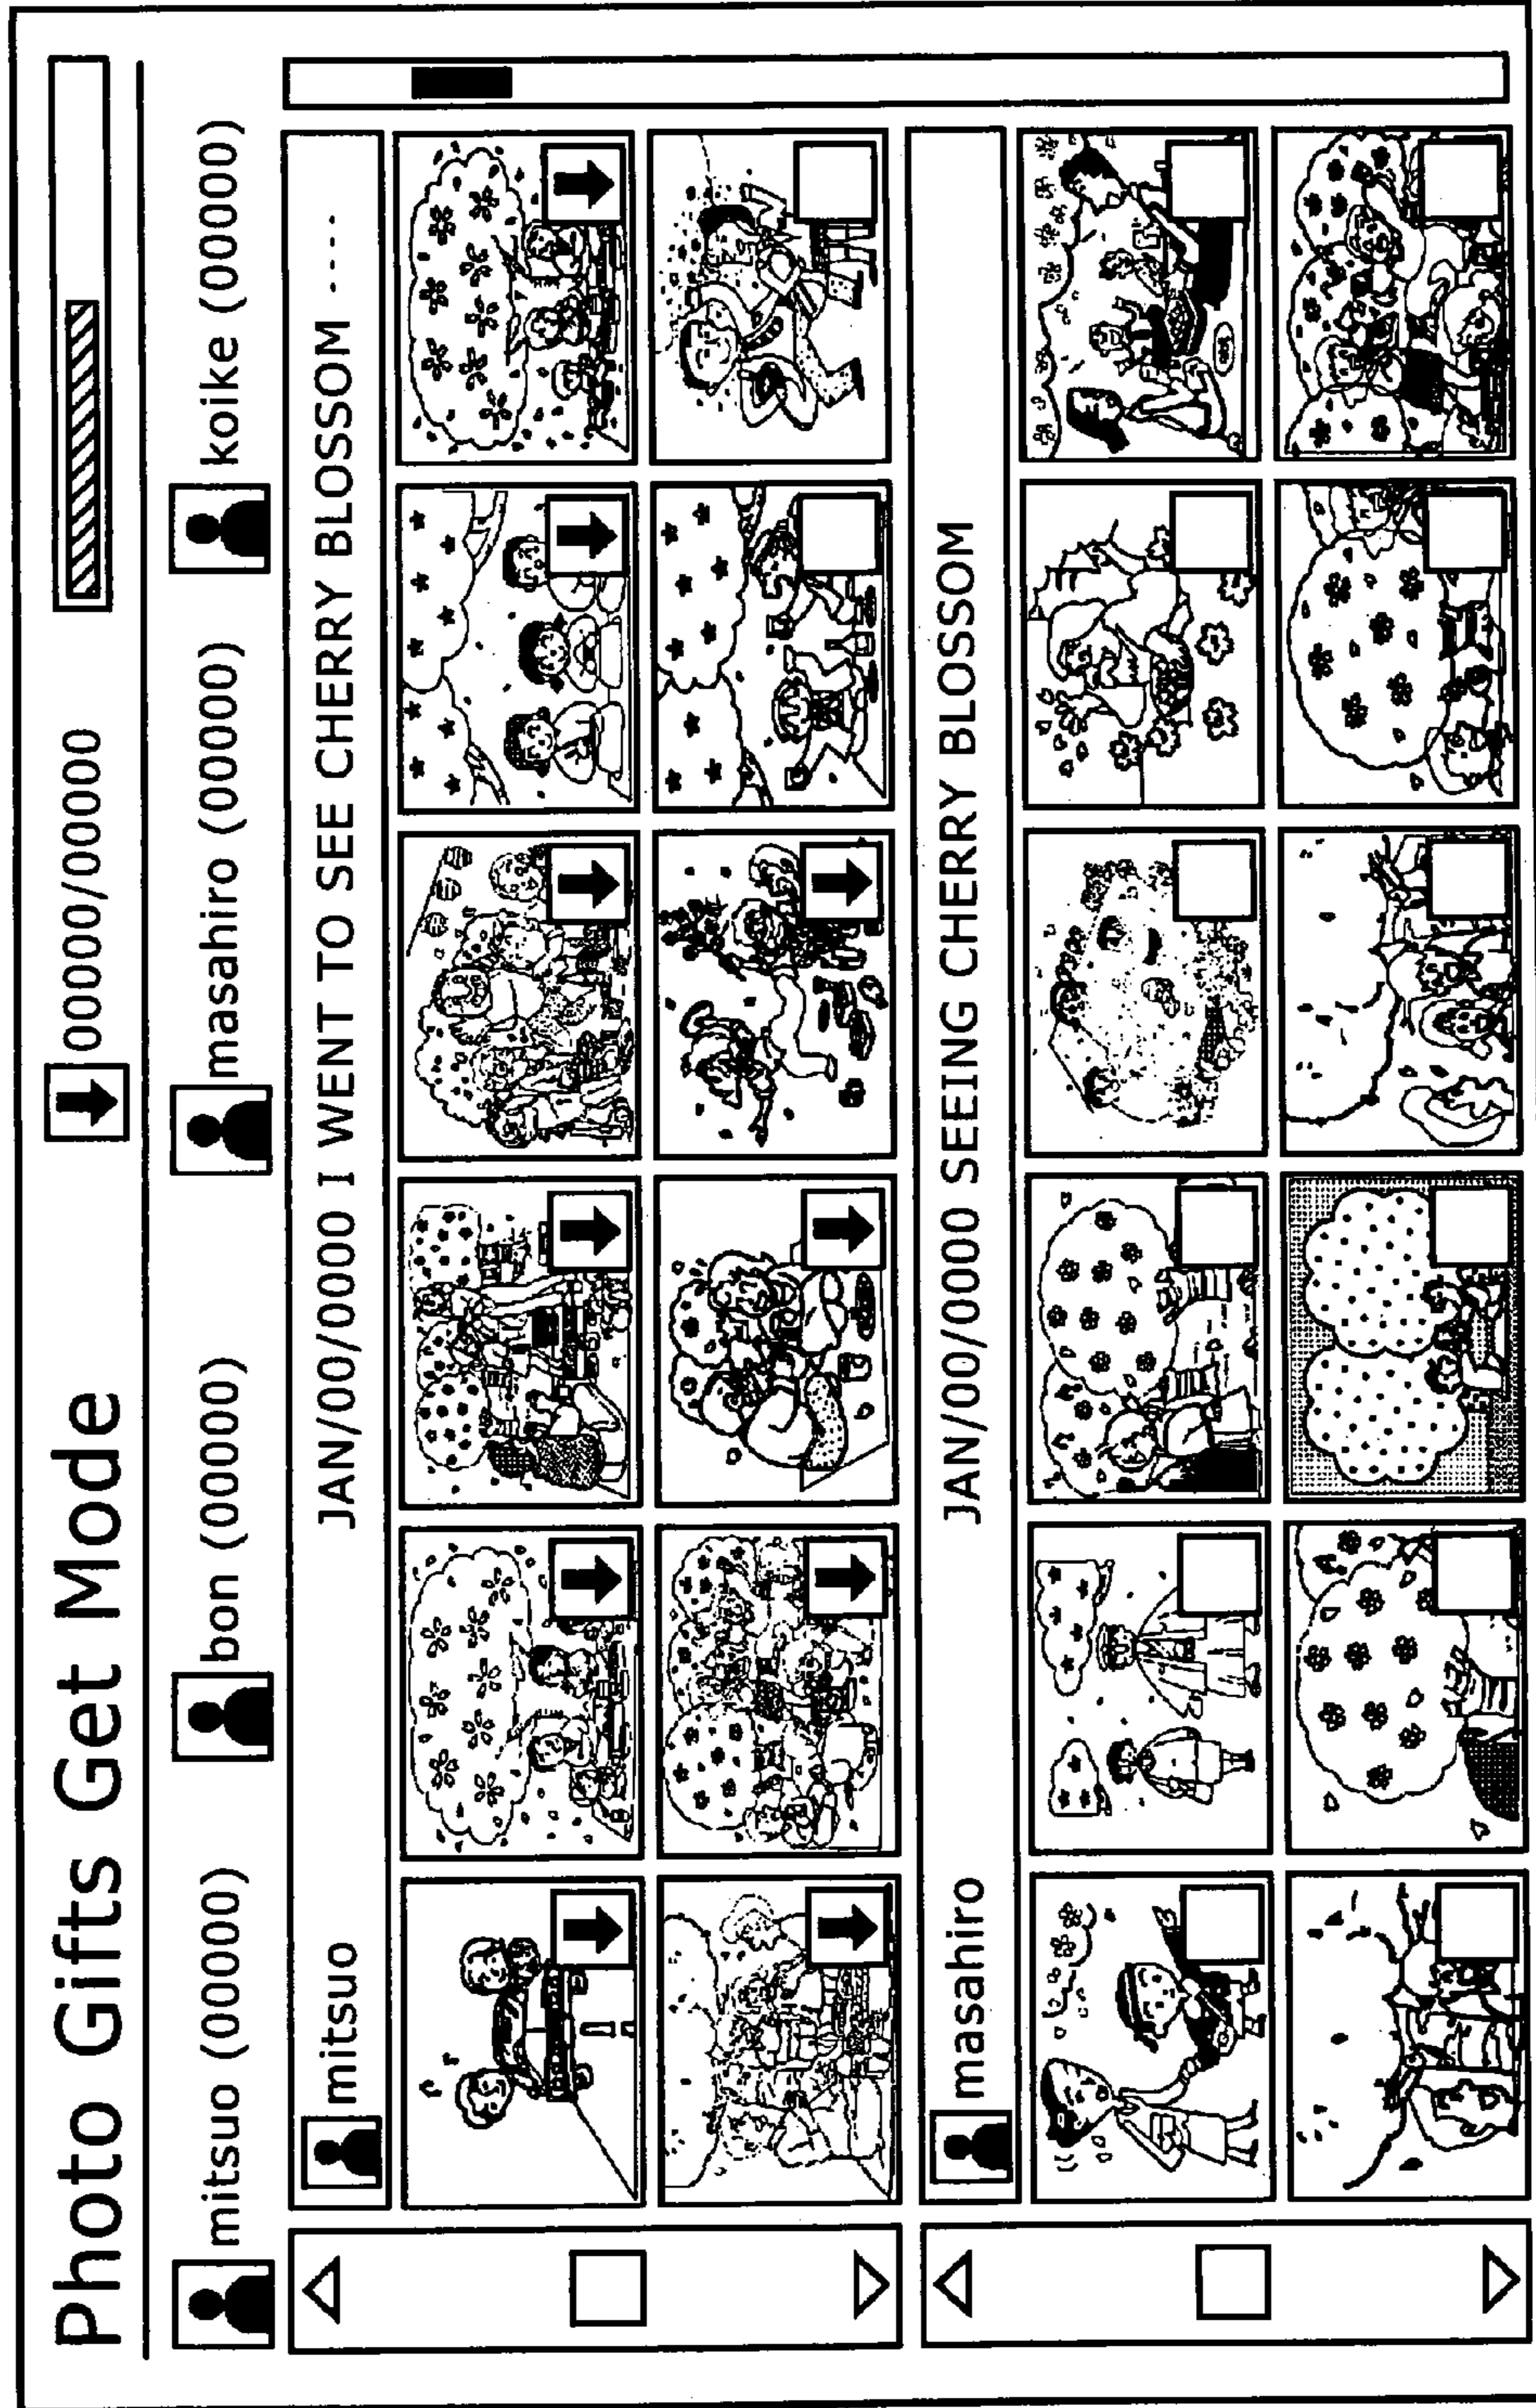 Photo Gifts Get Mode 00000/00000
mitsuo (00000) bon (00000) masahiro (00000) koike (00000)
mitsuo JAN/00/0000 I WENT TO SEE CHERRY BLOSSOM ----
masahiro JAN/00/0000 SEEING CHERRY BLOSSOM